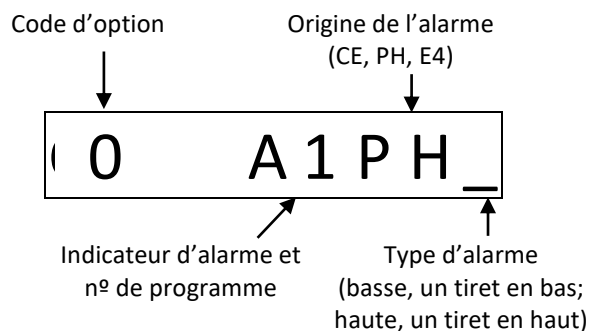 Code d’option
Origine de l’alarme
(CE, PH, E4)
0 A1PH_
Indicateur d’alarme et
nº de programme
Type d’alarme
(basse, un tiret en bas;
haute, un tiret en haut)